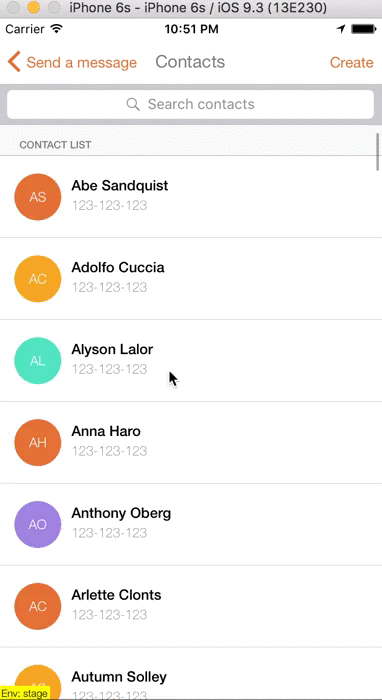 iPhone 6s - iPhone 6s / iOS 9.3 (13E230)
Carrier 10:51 PM
Send a message Contacts Create
Search contacts
CONTACT LIST
AS Abe Sandquist
123-123-123
AC Adolfo Cuccia
123-123-123
AL Alyson Lalor
123-123-123
AH Anna Haro
123-123-123
AO Anthony Oberg
123-123-123
AC Arlette Clonts
123-123-123
AS Autumn Solley
123-123-123
Env: stage